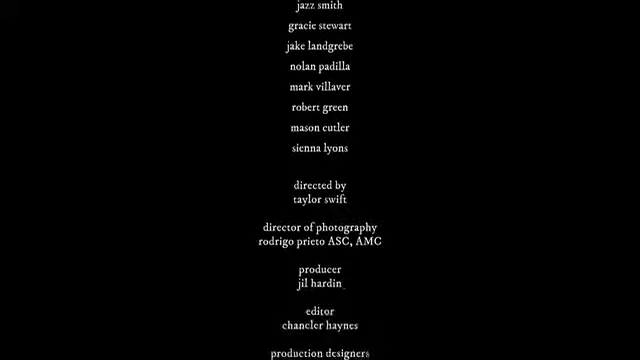 jazz smith
gracie stewart
jake landgrebe
nolan padilla
mark villaver
robert green
mason cutler
sienna lyons
directed by
taylor swift
director of photography
rodrigo prieto ASC, AMC
producer
jil hardin
editor
chancler haynes
production designers